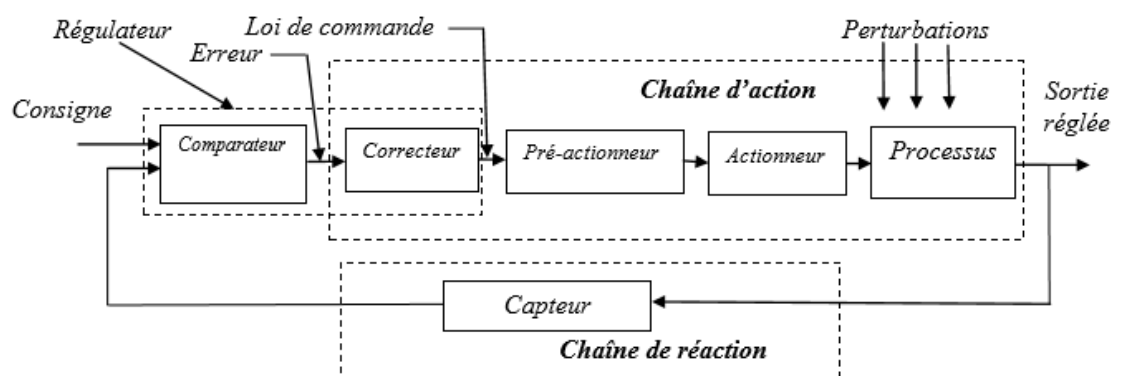 Régulateur
Loi de commande
Erreur
Perturbations
Consigne
Chaîne d’action
Sortie
réglée
Comparateur
Correcteur
Pré-actionneur
Actionneur
Processus
Capteur
Chaîne de réaction